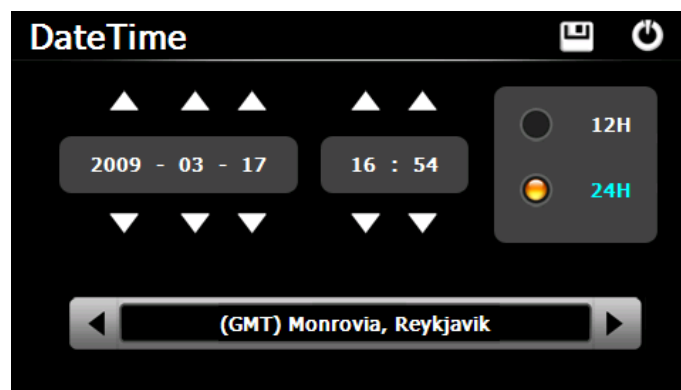 DateTime
2009 - 03 - 17
16 : 54
12H
24H
(GMT) Monrovia, Reykjavik